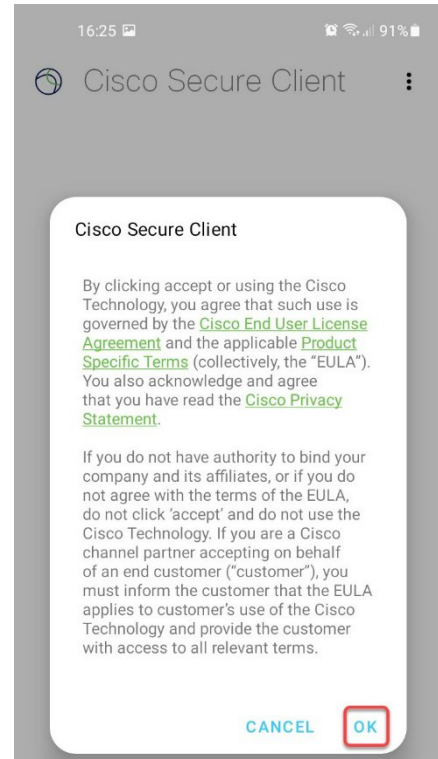 16:25
91%
Cisco Secure Client
Cisco Secure Client
By clicking accept or using the Cisco
Technology, you agree that such use is
governed by the Cisco End User License
Agreement and the applicable Product
Specific Terms (collectively, the “EULA”).
You also acknowledge and agree
that you have read the Cisco Privacy
Statement.
If you do not have authority to bind your
company and its affiliates, or if you do
not agree with the terms of the EULA,
do not click ‘accept’ and do not use the
Cisco Technology. If you are a Cisco
channel partner accepting on behalf
of an end customer (“customer”), you
must inform the customer that the EULA
applies to customer’s use of the Cisco
Technology and provide the customer
with access to all relevant terms.
CANCEL OK